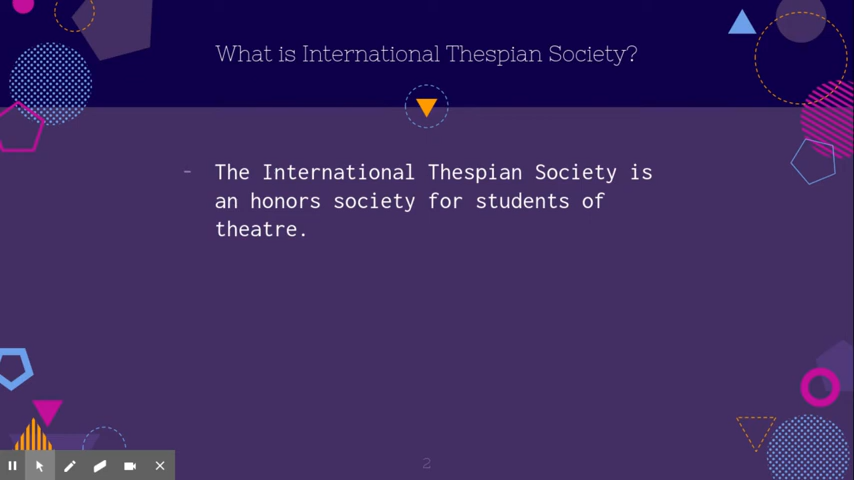 What is International Thespian Society?
- The International Thespian Society is
an honors society for students of
theatre.
2